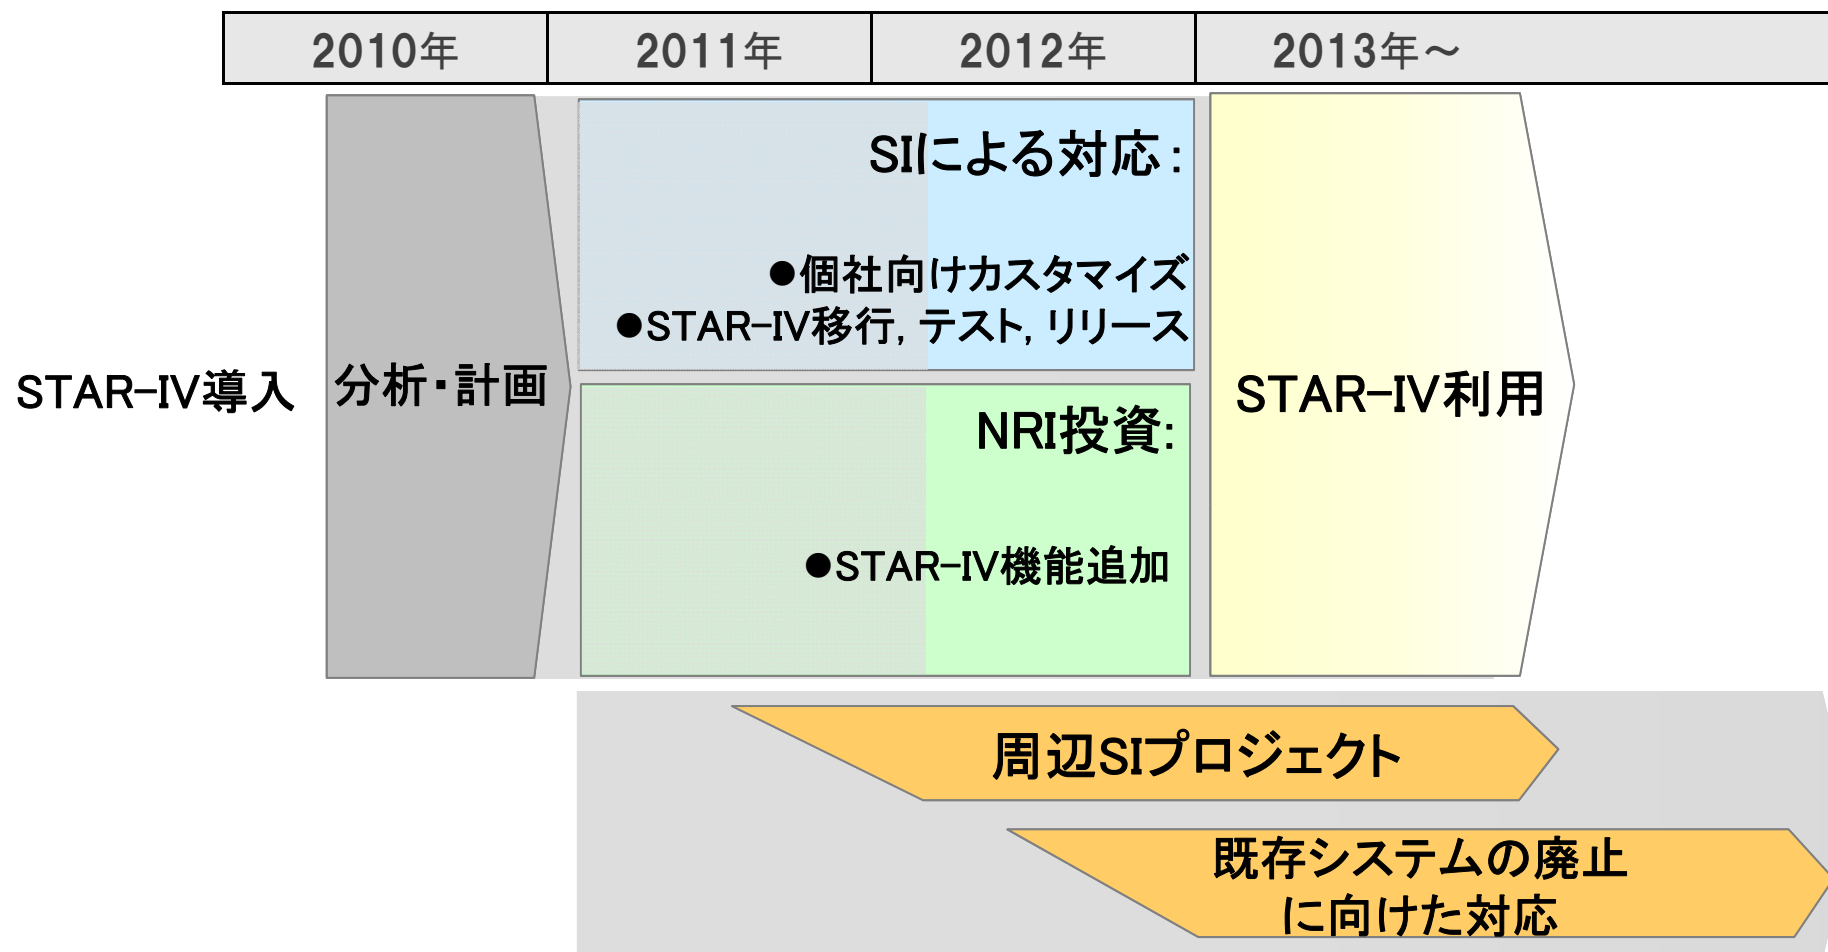 2010年 2011年 2012年 2013年～
SIによる対応：
●個社向けカスタマイズ
●STAR-IV移行, テスト, リリース
STAR-IV導入
分析・計画
NRI投資:
●STAR-IV機能追加
STAR-IV利用
周辺SIプロジェクト
既存システムの廃止
に向けた対応